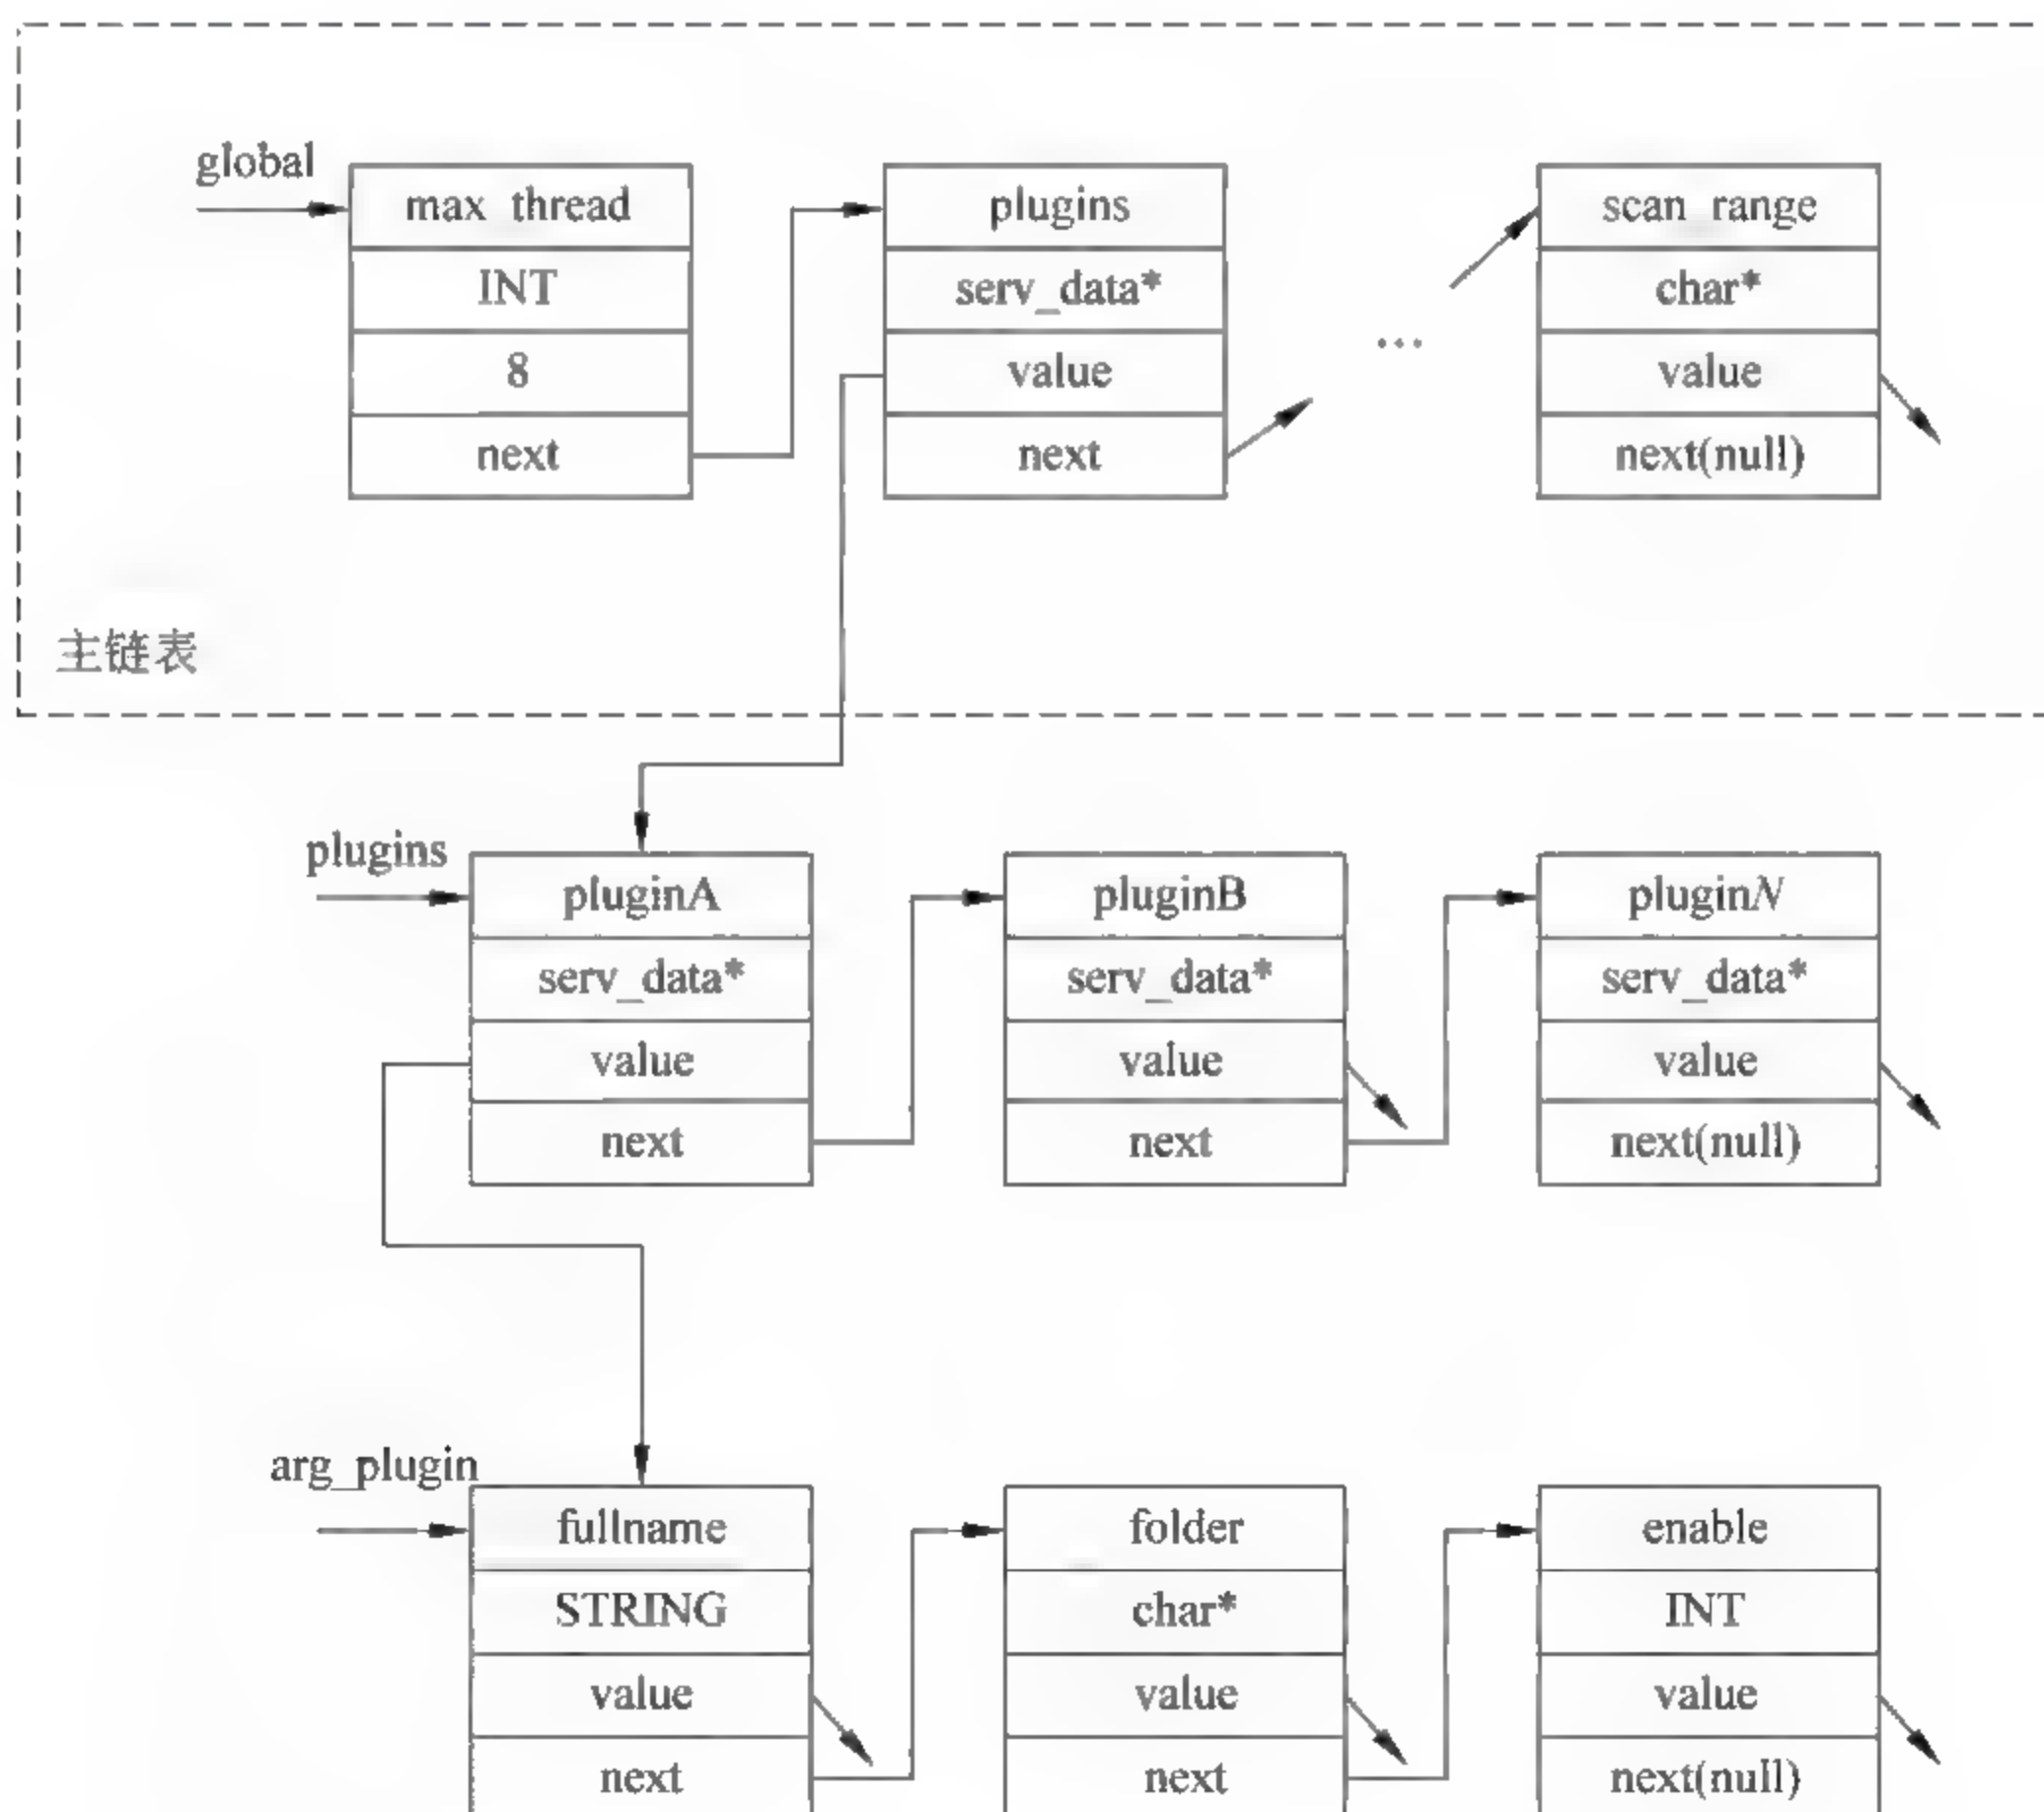 global
max_thread
INT
8
next
plugins
serv_data*
value
next
...
scan_range
char*
value
next(null)
主链表
plugins
pluginA
serv_data*
value
next
pluginB
serv_data*
value
next
pluginN
serv_data*
value
next(null)
arg_plugin
fullname
STRING
value
next
folder
char*
value
next
enable
INT
value
next(null)